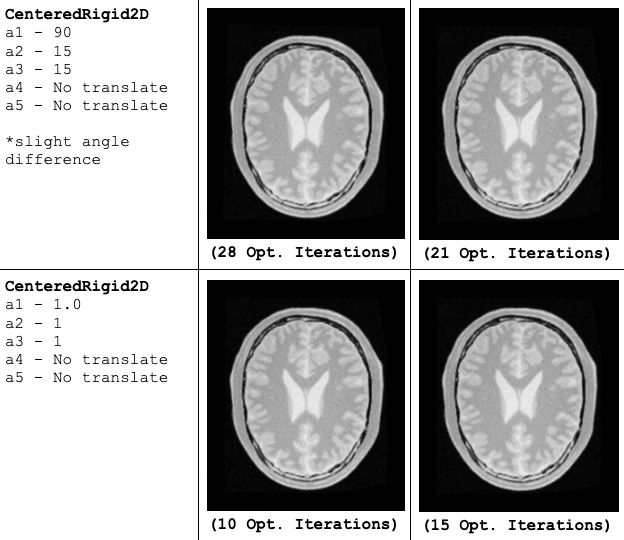 CenteredRigid2D
a1 - 90
a2 - 15
a3 - 15
a4 - No translate
a5 - No translate
*slight angle
difference
(28 Opt. Iterations)
(21 Opt. Iterations)
CenteredRigid2D
a1 - 1.0
a2 - 1
a3 - 1
a4 - No translate
a5 - No translate
(10 Opt. Iterations)
(15 Opt. Iterations)